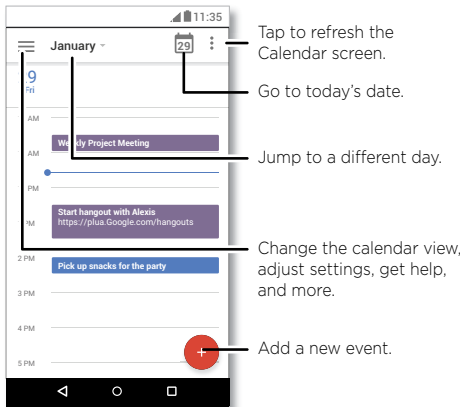 11:35
January
29
9
Fri
AM
Weekly Project Meeting
AM
PM
Start hangout with Alexis
https://plua.Google.com/hangouts
PM
2 PM
Pick up snacks for the party
3 PM
4 PM
+
5 PM
Tap to refresh the
Calendar screen.
Go to today's date.
Jump to a different day.
Change the calendar view,
adjust settings, get help,
and more.
Add a new event.